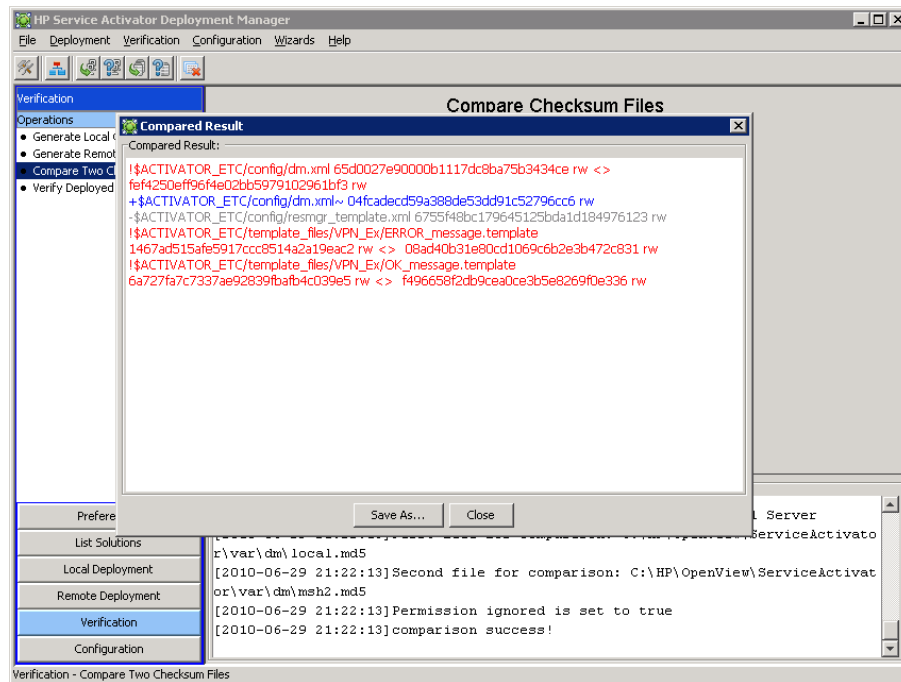 HP Service Activator Deployment Manager
File Deployment Verification Configuration Wizards Help
Verification
Operations
Generate Local
Generate Remot
Compare Two C
Verify Deployed
Compare Checksum Files
Compared Result
Compared Result:
!$ACTIVATOR_ETC/config/dm.xml 65d0027e90000b1117dc8ba75b3434ce rw <>
fef4250eff96f4e02bb5979102961bf3 rw
+$ACTIVATOR_ETC/config/dm.xml~ 04fcadecd59a388de53dd91c52796cc6 rw
-$ACTIVATOR_ETC/config/resmgr_template.xml 6755f48bc179645125bda1d184976123 rw
!$ACTIVATOR_ETC/template_files/VPN_Ex/ERROR_message.template
1467ad515afe5917ccc8514a2a19eac2 rw <> 08ad40b31e80cd1069c6b2e3b472c831 rw
!$ACTIVATOR_ETC/template_files/VPN_Ex/OK_message.template
6a727fa7c7337ae92839fbafb4c039e5 rw <> f496658f2db9cea0ce3b5e8269f0e336 rw
Save As... Close
Prefere
List Solutions
Local Deployment
Remote Deployment
Verification
Configuration
l Server
ServiceActivato
r\var\dm\local.md5
[2010-06-29 21:22:13]Second file for comparison: C:\HP\OpenView\ServiceActivat
or\var\dm\msh2.md5
[2010-06-29 21:22:13]Permission ignored is set to true
[2010-06-29 21:22:13]comparison success!
Verification - Compare Two Checksum Files